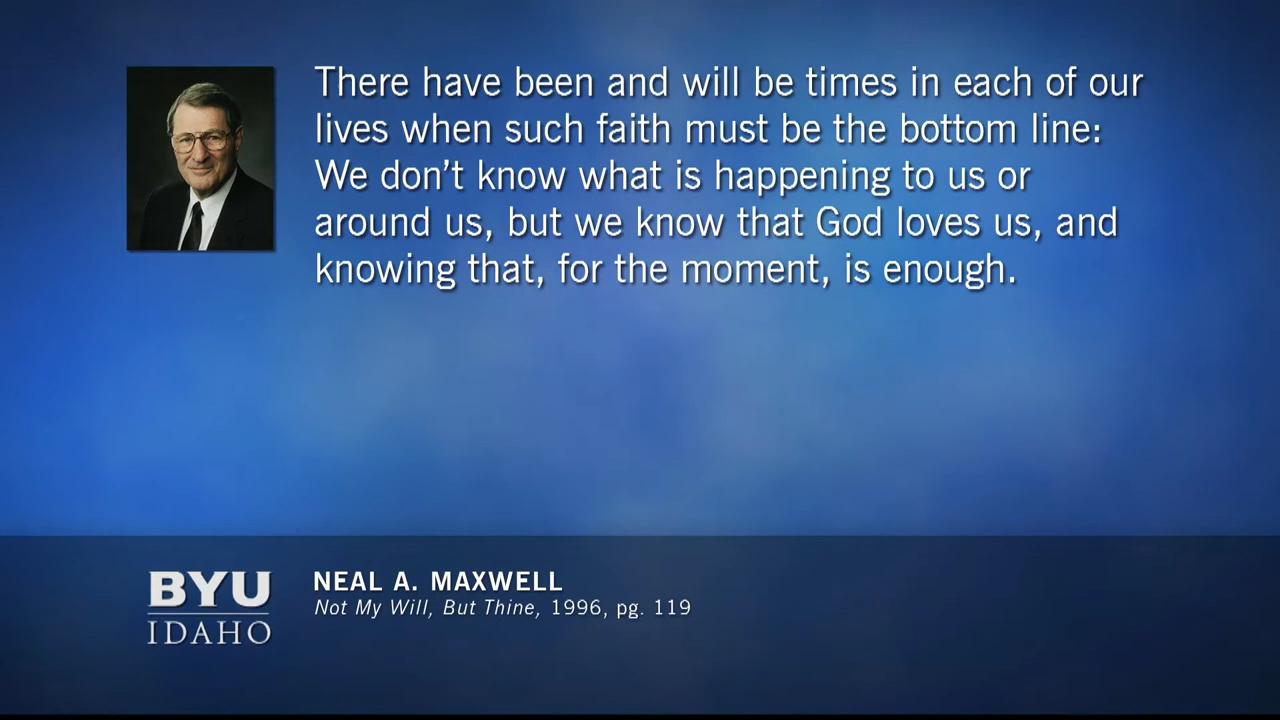 There have been and will be times in each of our
lives when such faith must be the bottom line:
We don’t know what is happening to us or
around us, but we know that God loves us, and
knowing that, for the moment, is enough.
BYU
IDAHO
NEAL A. MAXWELL
Not My Will, But Thine, 1996, pg. 119